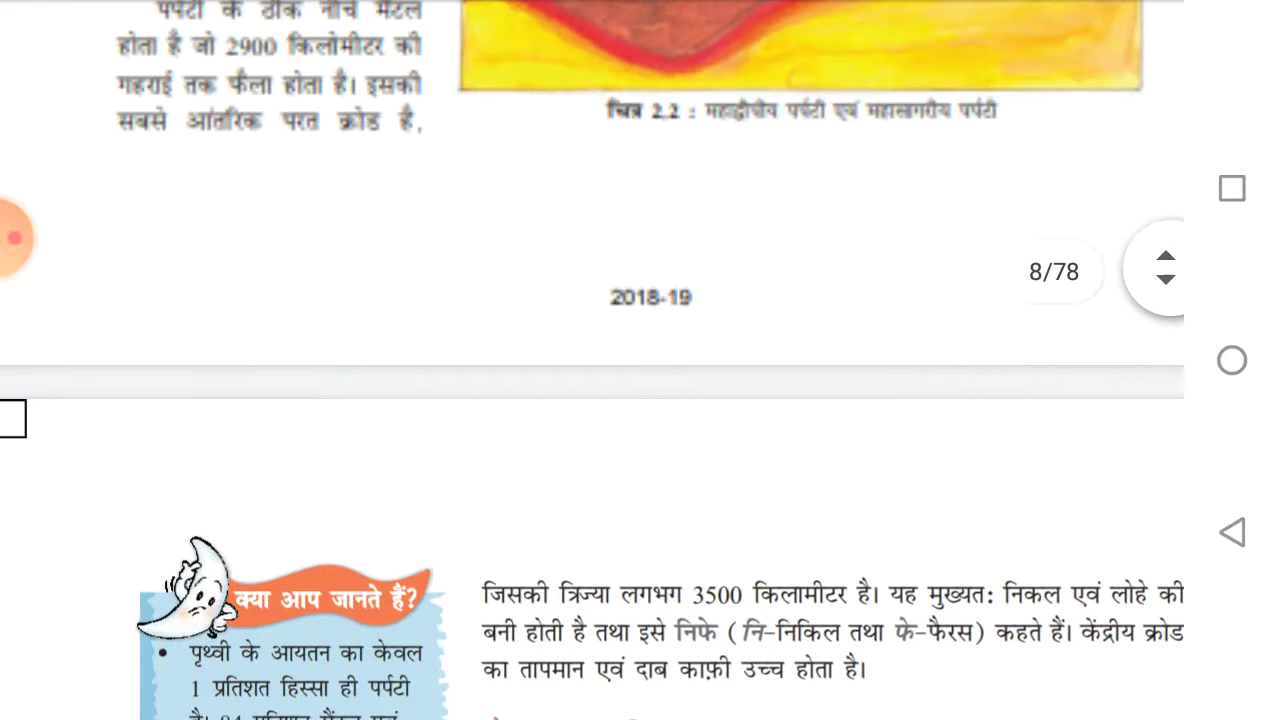 पर्पटी के ठीक नीचे मैंटल
होता है जो 2900 किलोमीटर की
गहराई तक फैला होता है। इसकी
सबसे आंतरिक परत क्रोड है,
चित्र 2.2 : महाद्वीपीय पर्पटी एवं महासागरीय पर्पटी
8/78
2018-19
क्या आप जानते हैं?
• पृथ्वी के आयतन का केवल
1 प्रतिशत हिस्सा ही पर्पटी
जिसकी त्रिज्या लगभग 3500 किलामीटर है। यह मुख्यत: निकल एवं लोहे की
बनी होती है तथा इसे निफे (नि-निकिल तथा फे-फैरस) कहते हैं। केंद्रीय क्रोड
का तापमान एवं दाब काफ़ी उच्च होता है।